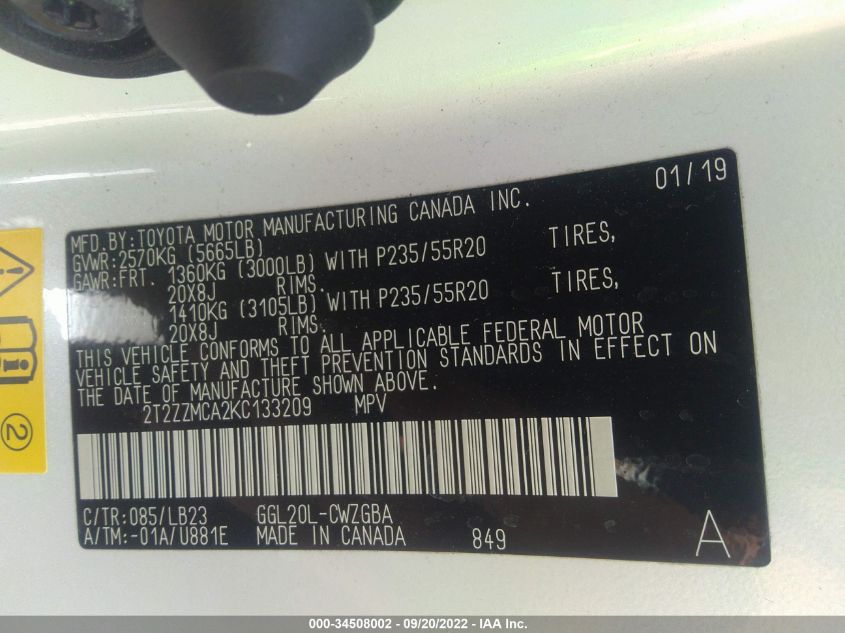 01/19
MFD.BY:TOYOTA MOTOR MANUFACTURING CANADA INC.
GVWR:2570KG (5665LB)
GAWR:FRT. 1360KG (3000LB) WITH P235/55R20 TIRES,
20X8J RIMS.
1410KG (3105LB) WITH P235/55R20 TIRES,
20X8J RIMS.
THIS VEHICLE CONFORMS TO ALL APPLICABLE FEDERAL MOTOR
VEHICLE SAFETY AND THEFT PREVENTION STANDARDS IN EFFECT ON
THE DATE OF MANUFACTURE SHOWN ABOVE.
2T2ZZMCA2KC133209 MPV
C/TR:085/LB23 GGL20L-CWZGBA
A/TM:-01A/U881E MADE IN CANADA 849 A
2
000-34508002 - 09/20/2022 - IAA Inc.